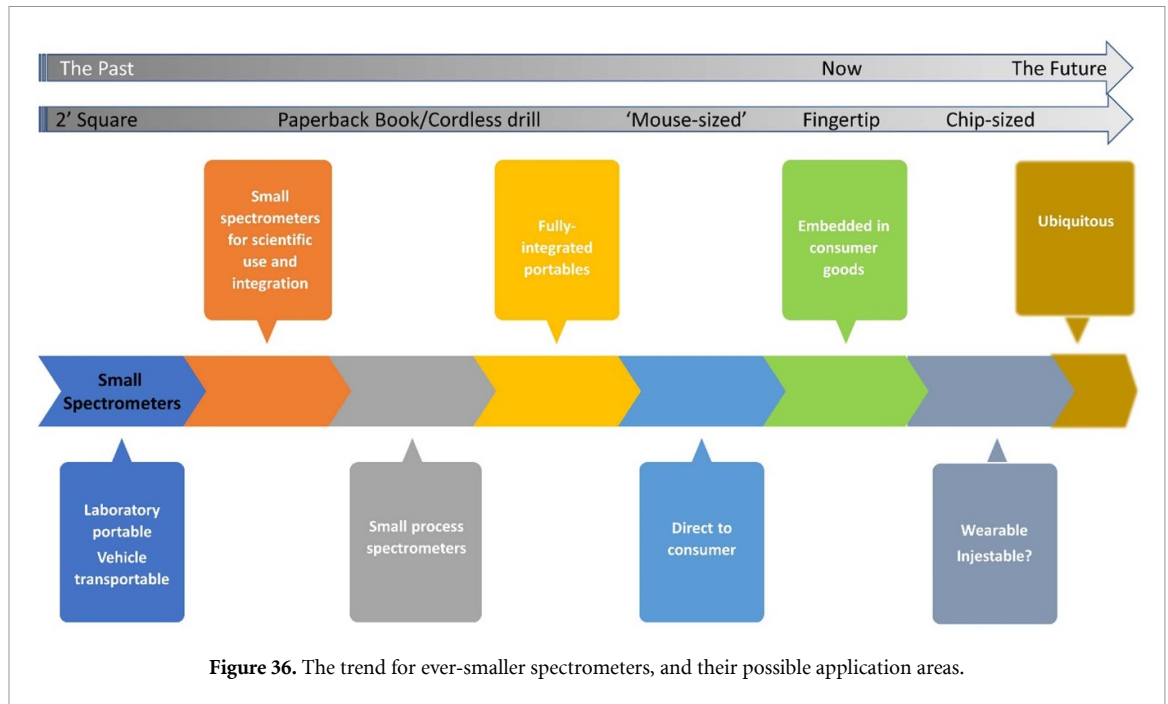 The Past Now The Future
2' Square Paperback Book/Cordless drill 'Mouse-sized' Fingertip Chip-sized
Small
spectrometers
for scientific
use and
integration
Fully-
integrated
portables
Embedded in
consumer
goods
Ubiquitous
Small
Spectrometers
Laboratory
portable
Vehicle
transportable
Small process
spectrometers
Direct to
consumer
Wearable
Injestable?
Figure 36. The trend for ever-smaller spectrometers, and their possible application areas.